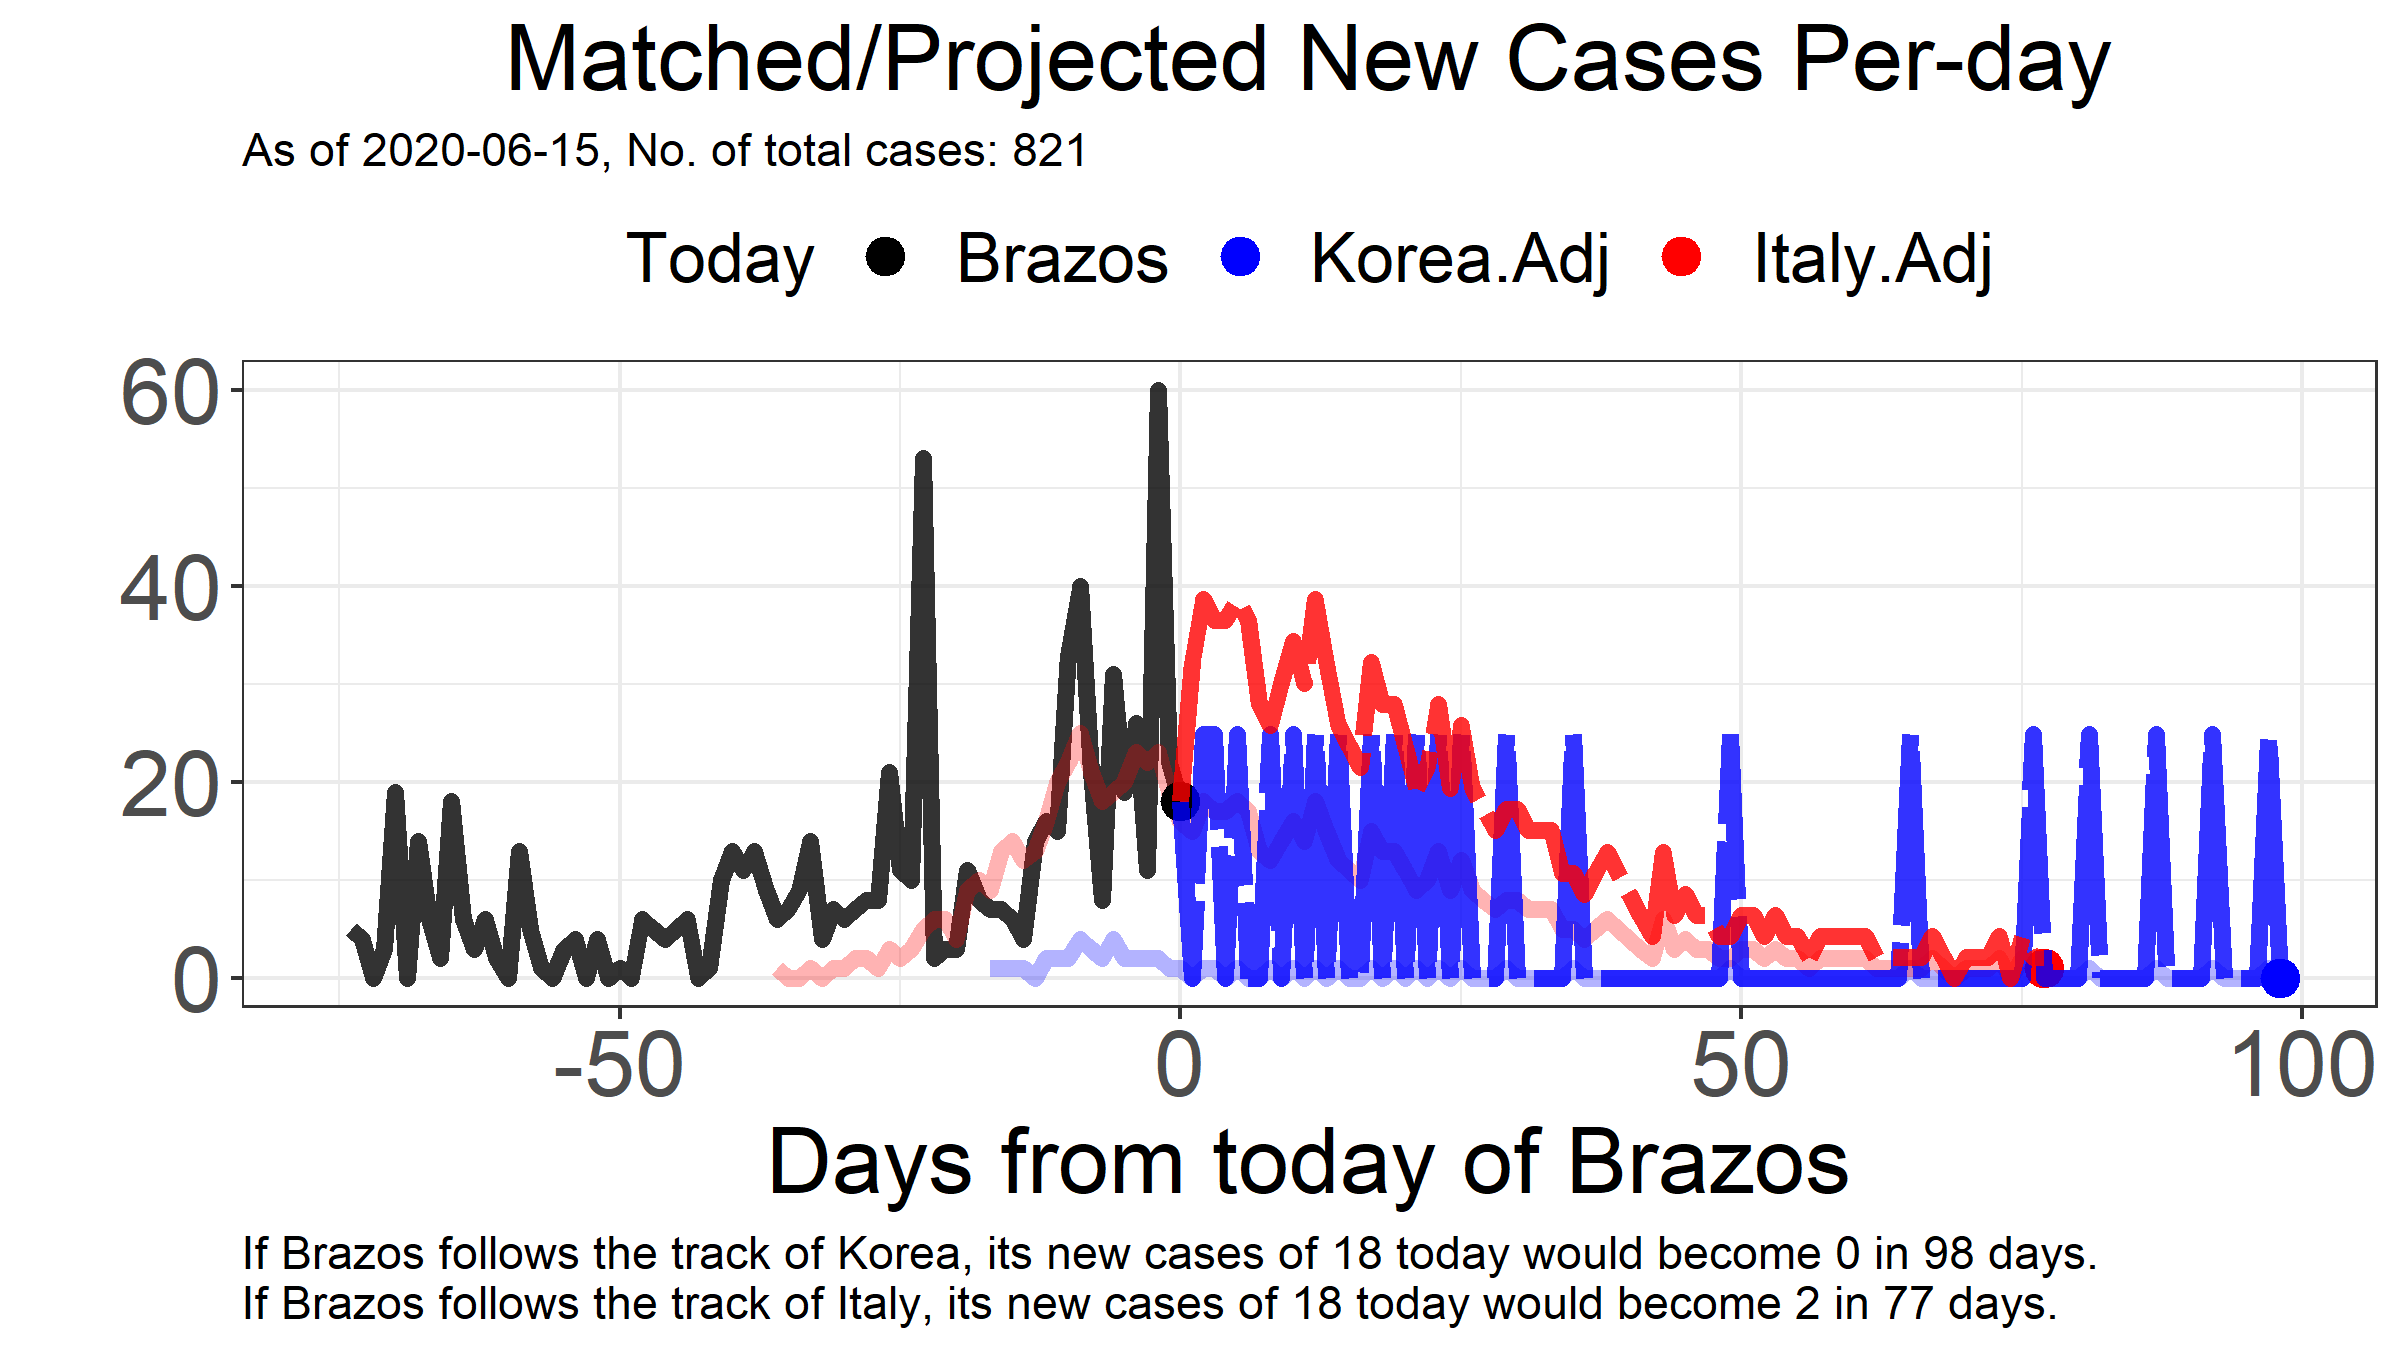 Matched/Projected New Cases Per-day
As of 2020-06-15, No. of total cases: 821
Today Brazos Korea.Adj Italy.Adj
60
40
20
0
-50 0 50 100
Days from today of Brazos
If Brazos follows the track of Korea, its new cases of 18 today would become 0 in 98 days.
If Brazos follows the track of Italy, its new cases of 18 today would become 2 in 77 days.